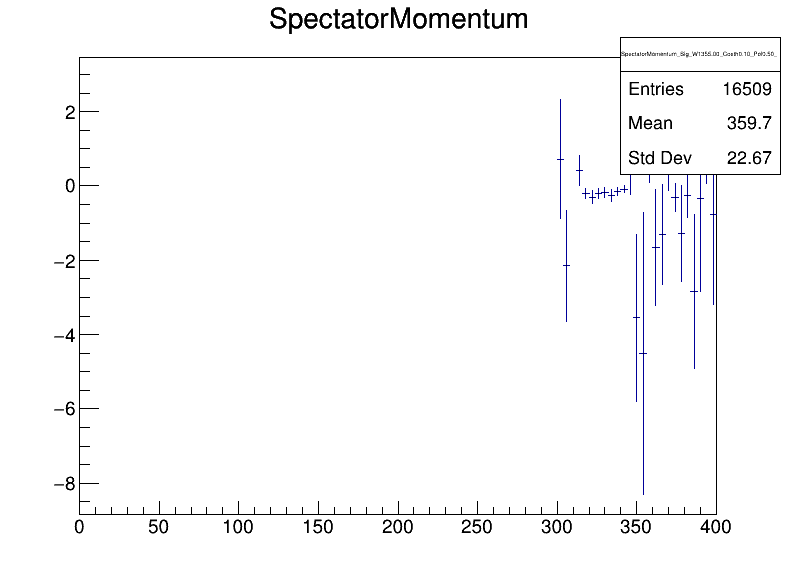 SpectatorMomentum
SpectatorMomentum_Sig_W1355.00_Costh0.10_Pol0.50_
Entries 16509
Mean 359.7
Std Dev 22.67
2
0
−2
−4
−6
−8
0 50 100 150 200 250 300 350 400